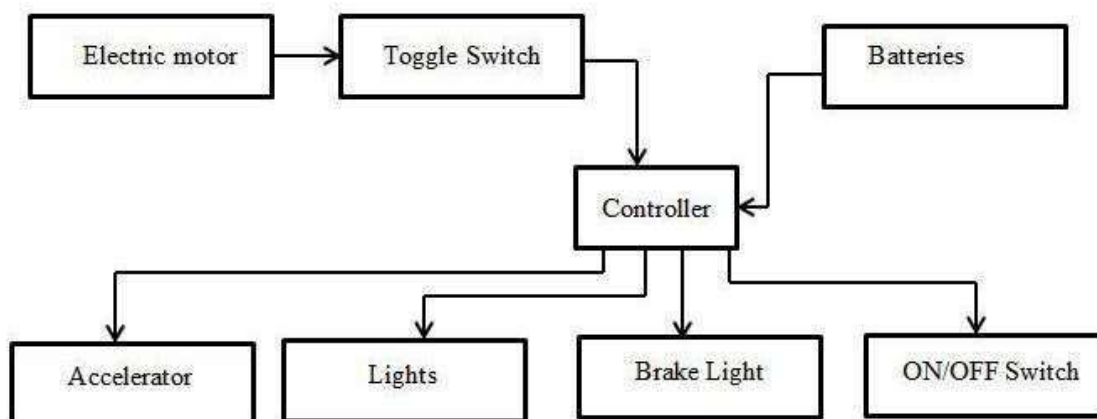 Electric motor
Toggle Switch
Batteries
Controller
Accelerator
Lights
Brake Light
ON/OFF Switch